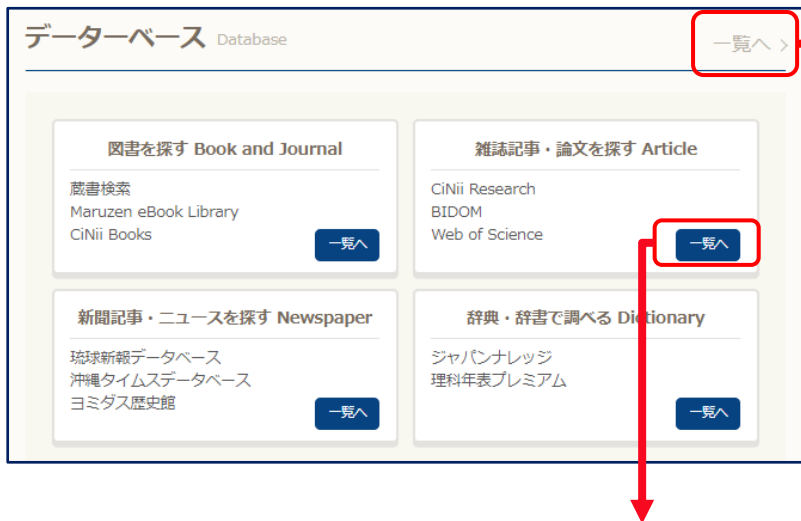 データーベース Database
一覧へ >
図書を探す Book and Journal
蔵書検索
Maruzen eBook Library
CiNii Books
一覧へ
雑誌記事・論文を探す Article
CiNii Research
BIDOM
Web of Science
一覧へ
新聞記事・ニュースを探す Newspaper
琉球新報データベース
沖縄タイムスデータベース
ヨミダス歴史館
一覧へ
辞典・辞書で調べる Dictionary
ジャパンナレッジ
理科年表プレミアム
一覧へ